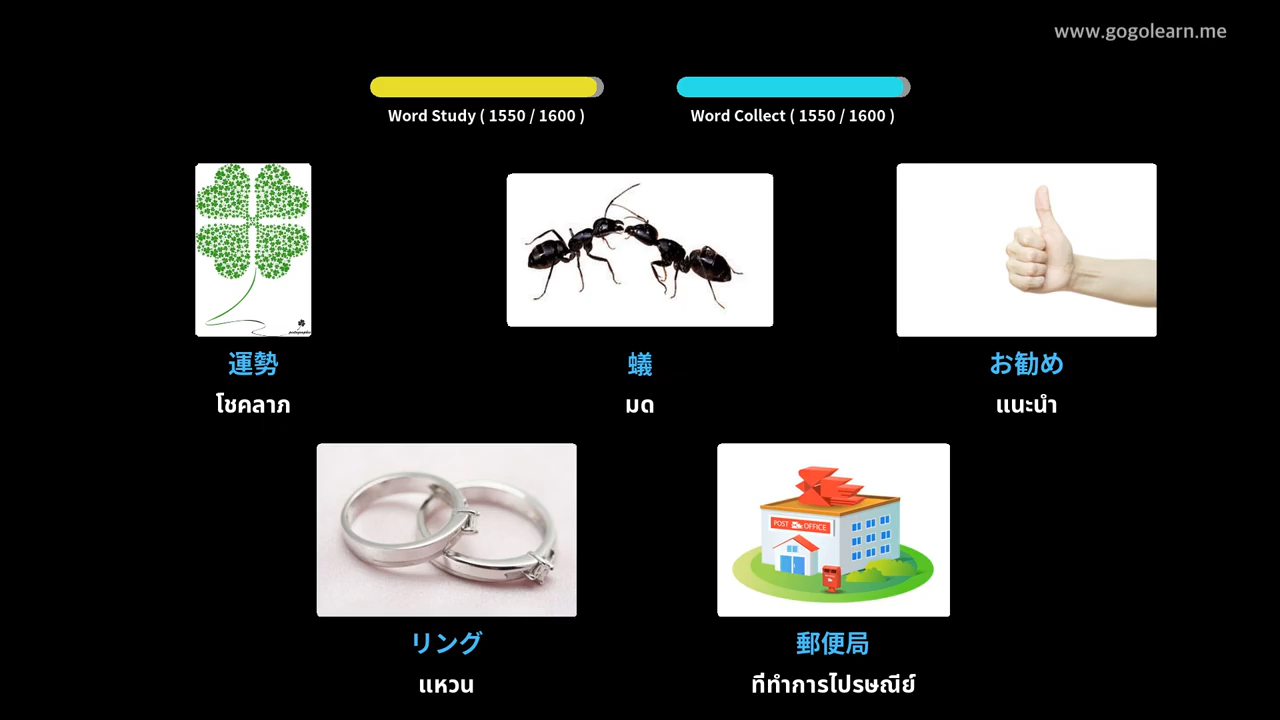 www.gogolearn.me
Word Study ( 1550 / 1600 )
Word Collect ( 1550 / 1600 )
運勢
โชคลาภ
蟻
มด
お勧め
แนะนำ
POST OFFICE
リング
แหวน
郵便局
ที่ทำการไปรษณีย์